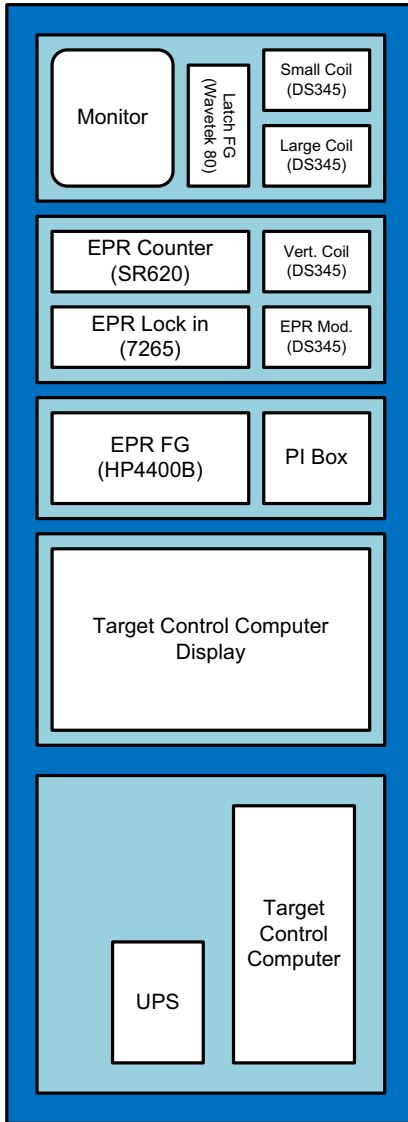 Monitor
Latch FG
(Wavetek 80)
Small Coil
(DS345)
Large Coil
(DS345)
EPR Counter
(SR620)
Vert. Coil
(DS345)
EPR Lock in
(7265)
EPR Mod.
(DS345)
EPR FG
(HP4400B)
PI Box
Target Control Computer
Display
Target
Control
Computer
UPS